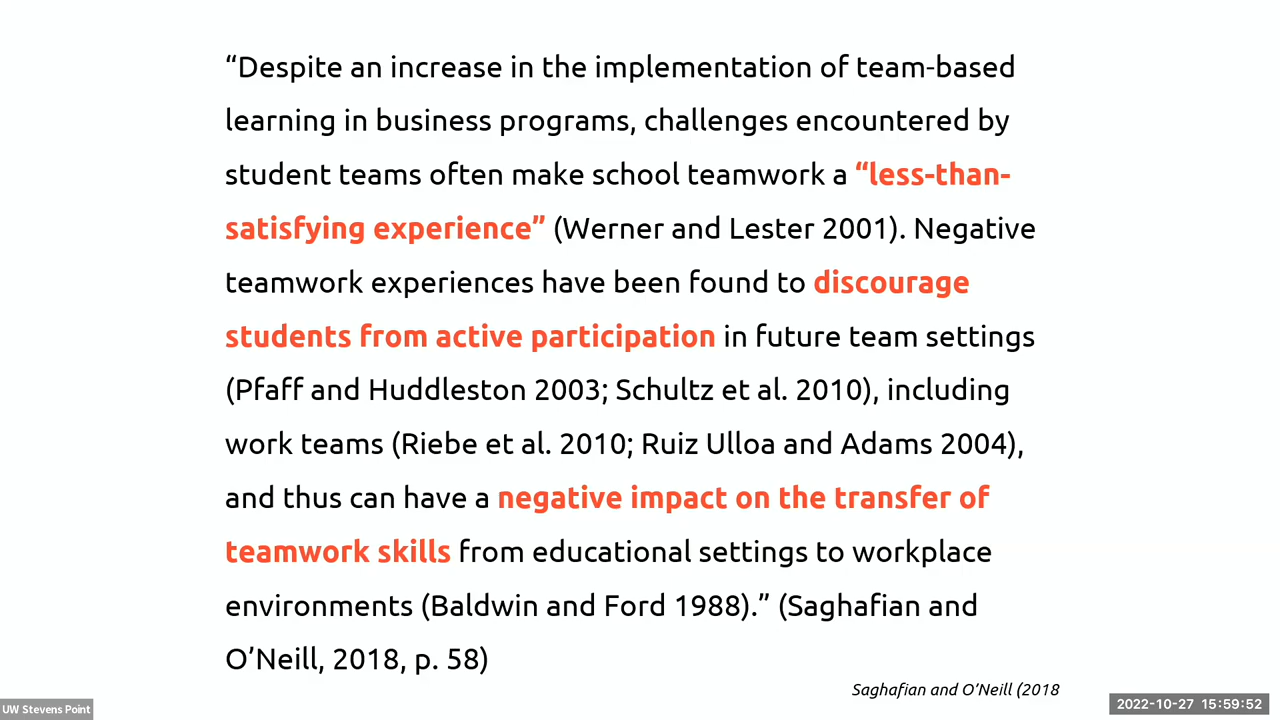 “Despite an increase in the implementation of team-based
learning in business programs, challenges encountered by
student teams often make school teamwork a “less-than-
satisfying experience” (Werner and Lester 2001). Negative
teamwork experiences have been found to discourage
students from active participation in future team settings
(Pfaff and Huddleston 2003; Schultz et al. 2010), including
work teams (Riebe et al. 2010; Ruiz Ulloa and Adams 2004),
and thus can have a negative impact on the transfer of
teamwork skills from educational settings to workplace
environments (Baldwin and Ford 1988).” (Saghafian and
O’Neill, 2018, p. 58)
Saghafian and O’Neill (2018
UW Stevens Point
2022-10-27 15:59:52